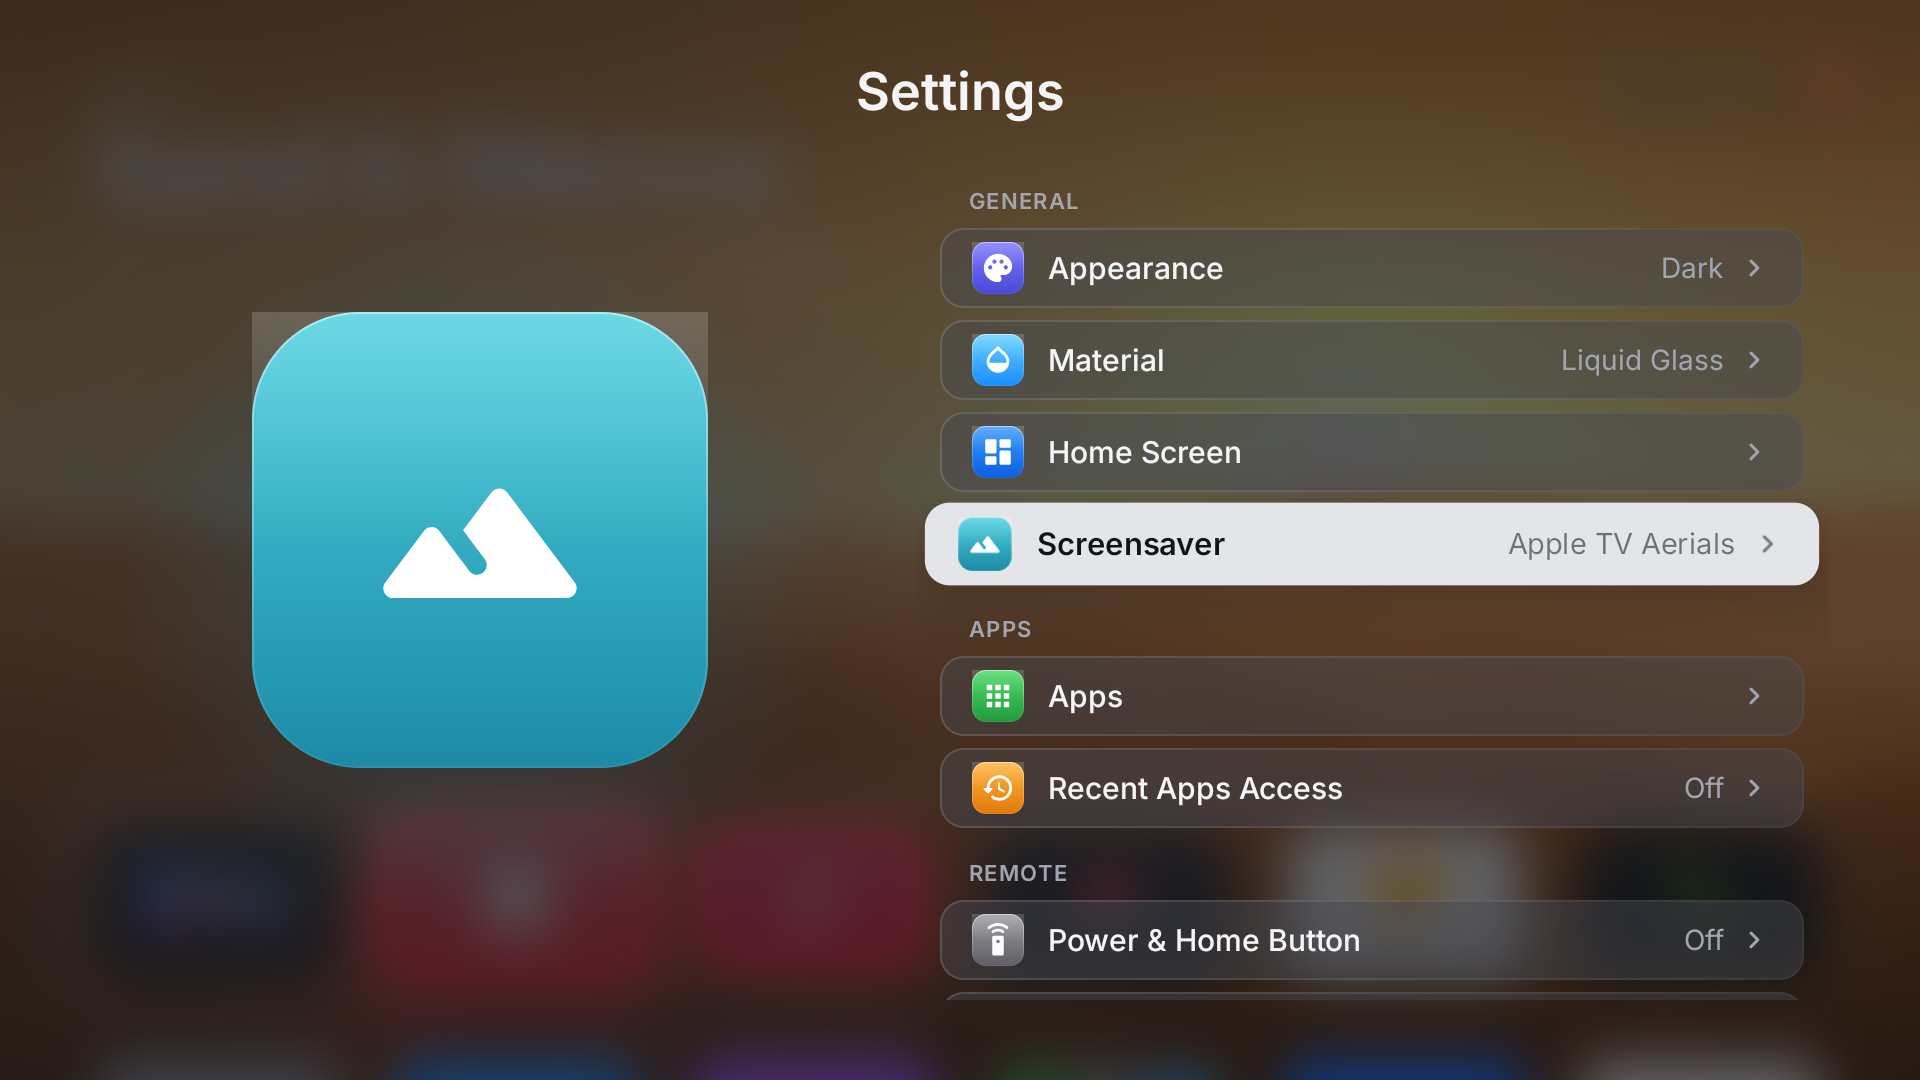 Settings
GENERAL
Appearance Dark
Material Liquid Glass
Home Screen
Screensaver Apple TV Aerials
APPS
Apps
Recent Apps Access Off
REMOTE
Power & Home Button Off